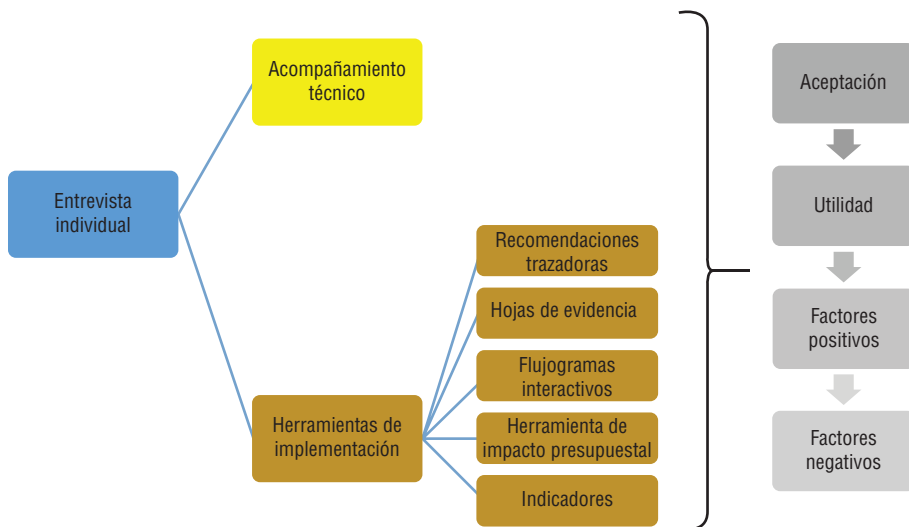 Entrevista
individual
Acompañamiento
técnico
Herramientas de
implementación
Recomendaciones
trazadoras
Hojas de evidencia
Flujogramas
interactivos
Herramienta de
impacto presupuestal
Indicadores
Aceptación
Utilidad
Factores
positivos
Factores
negativos